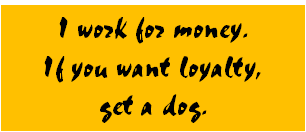 I work for money.
If you want loyalty,
get a dog.